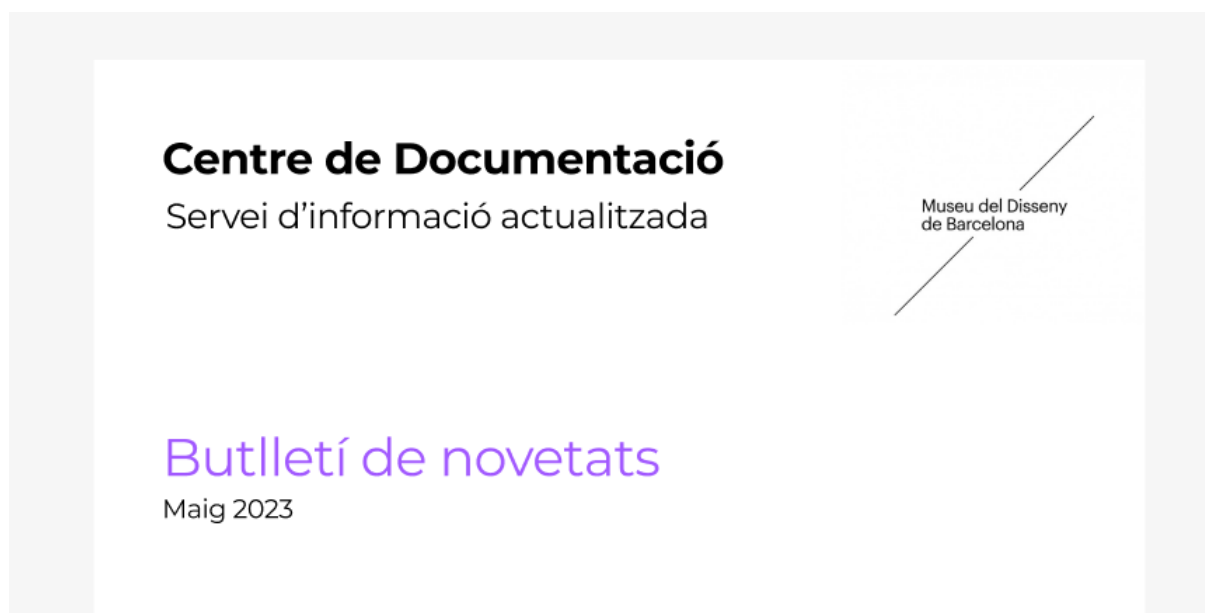 Centre de Documentació
Servei d’informació actualitzada
Museu del Disseny
de Barcelona
Butlletí de novetats
Maig 2023